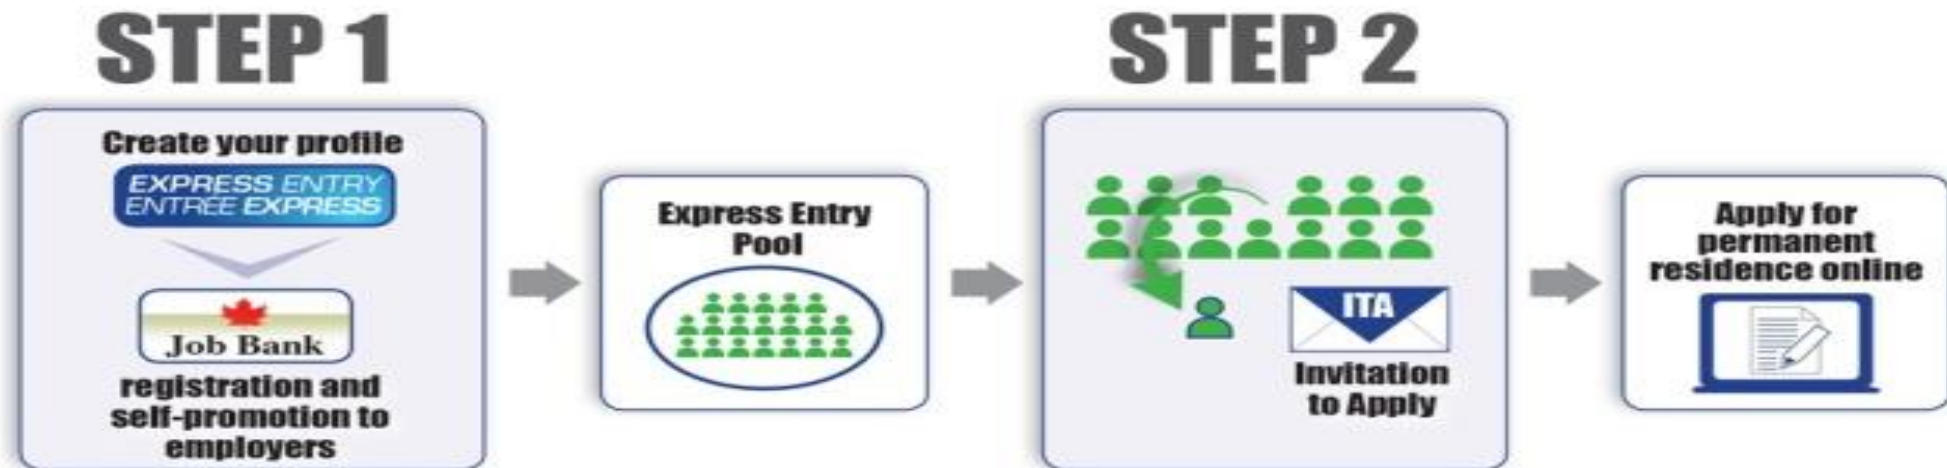 STEP 1
Create your profile
EXPRESS ENTRY
ENTRÉE EXPRESS
Job Bank
registration and
self-promotion to
employers
Express Entry
Pool
STEP 2
ITA
Invitation
to Apply
Apply for
permanent
residence online